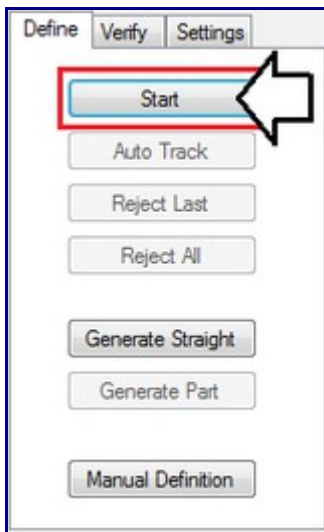 Define Verify Settings
Start
Auto Track
Reject Last
Reject All
Generate Straight
Generate Part
Manual Definition